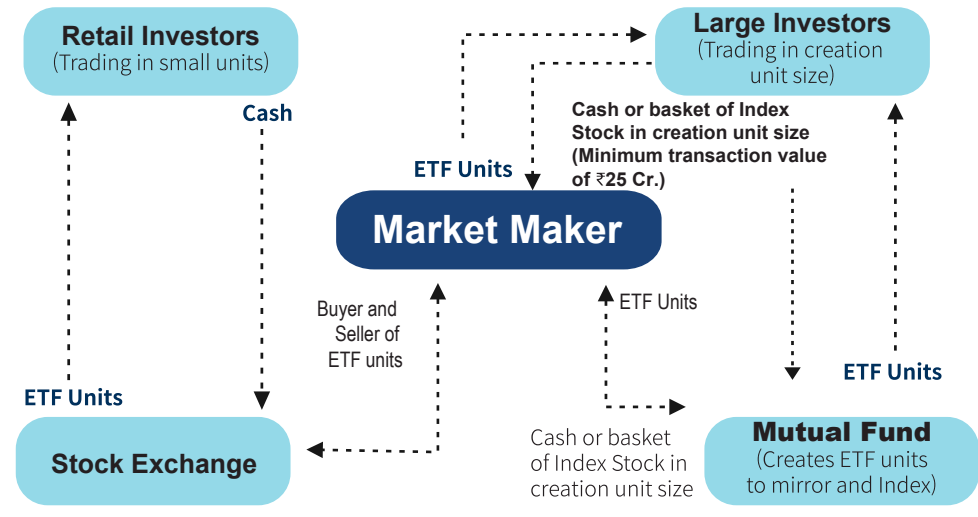 Retail Investors
(Trading in small units)
Large Investors
(Trading in creation
unit size)
Cash
Cash or basket of Index
Stock in creation unit size
(Minimum transaction value
of ₹25 Cr.)
ETF Units
Market Maker
Buyer and
Seller of
ETF units
ETF Units
ETF Units
ETF Units
Stock Exchange
Cash or basket
of Index Stock in
creation unit size
Mutual Fund
(Creates ETF units
to mirror and Index)